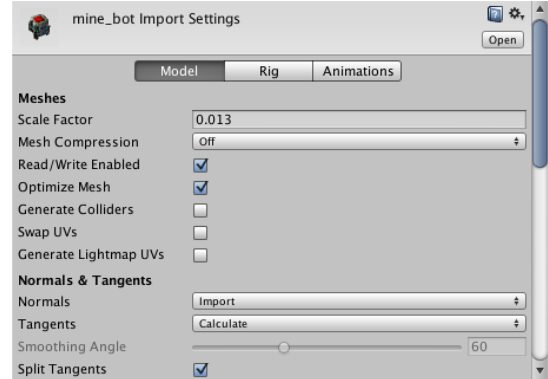 mine_bot Import Settings
Open
Model Rig Animations
Meshes
Scale Factor 0.013
Mesh Compression Off
Read/Write Enabled
Optimize Mesh
Generate Colliders
Swap UVs
Generate Lightmap UVs
Normals & Tangents
Normals Import
Tangents Calculate
Smoothing Angle 60
Split Tangents